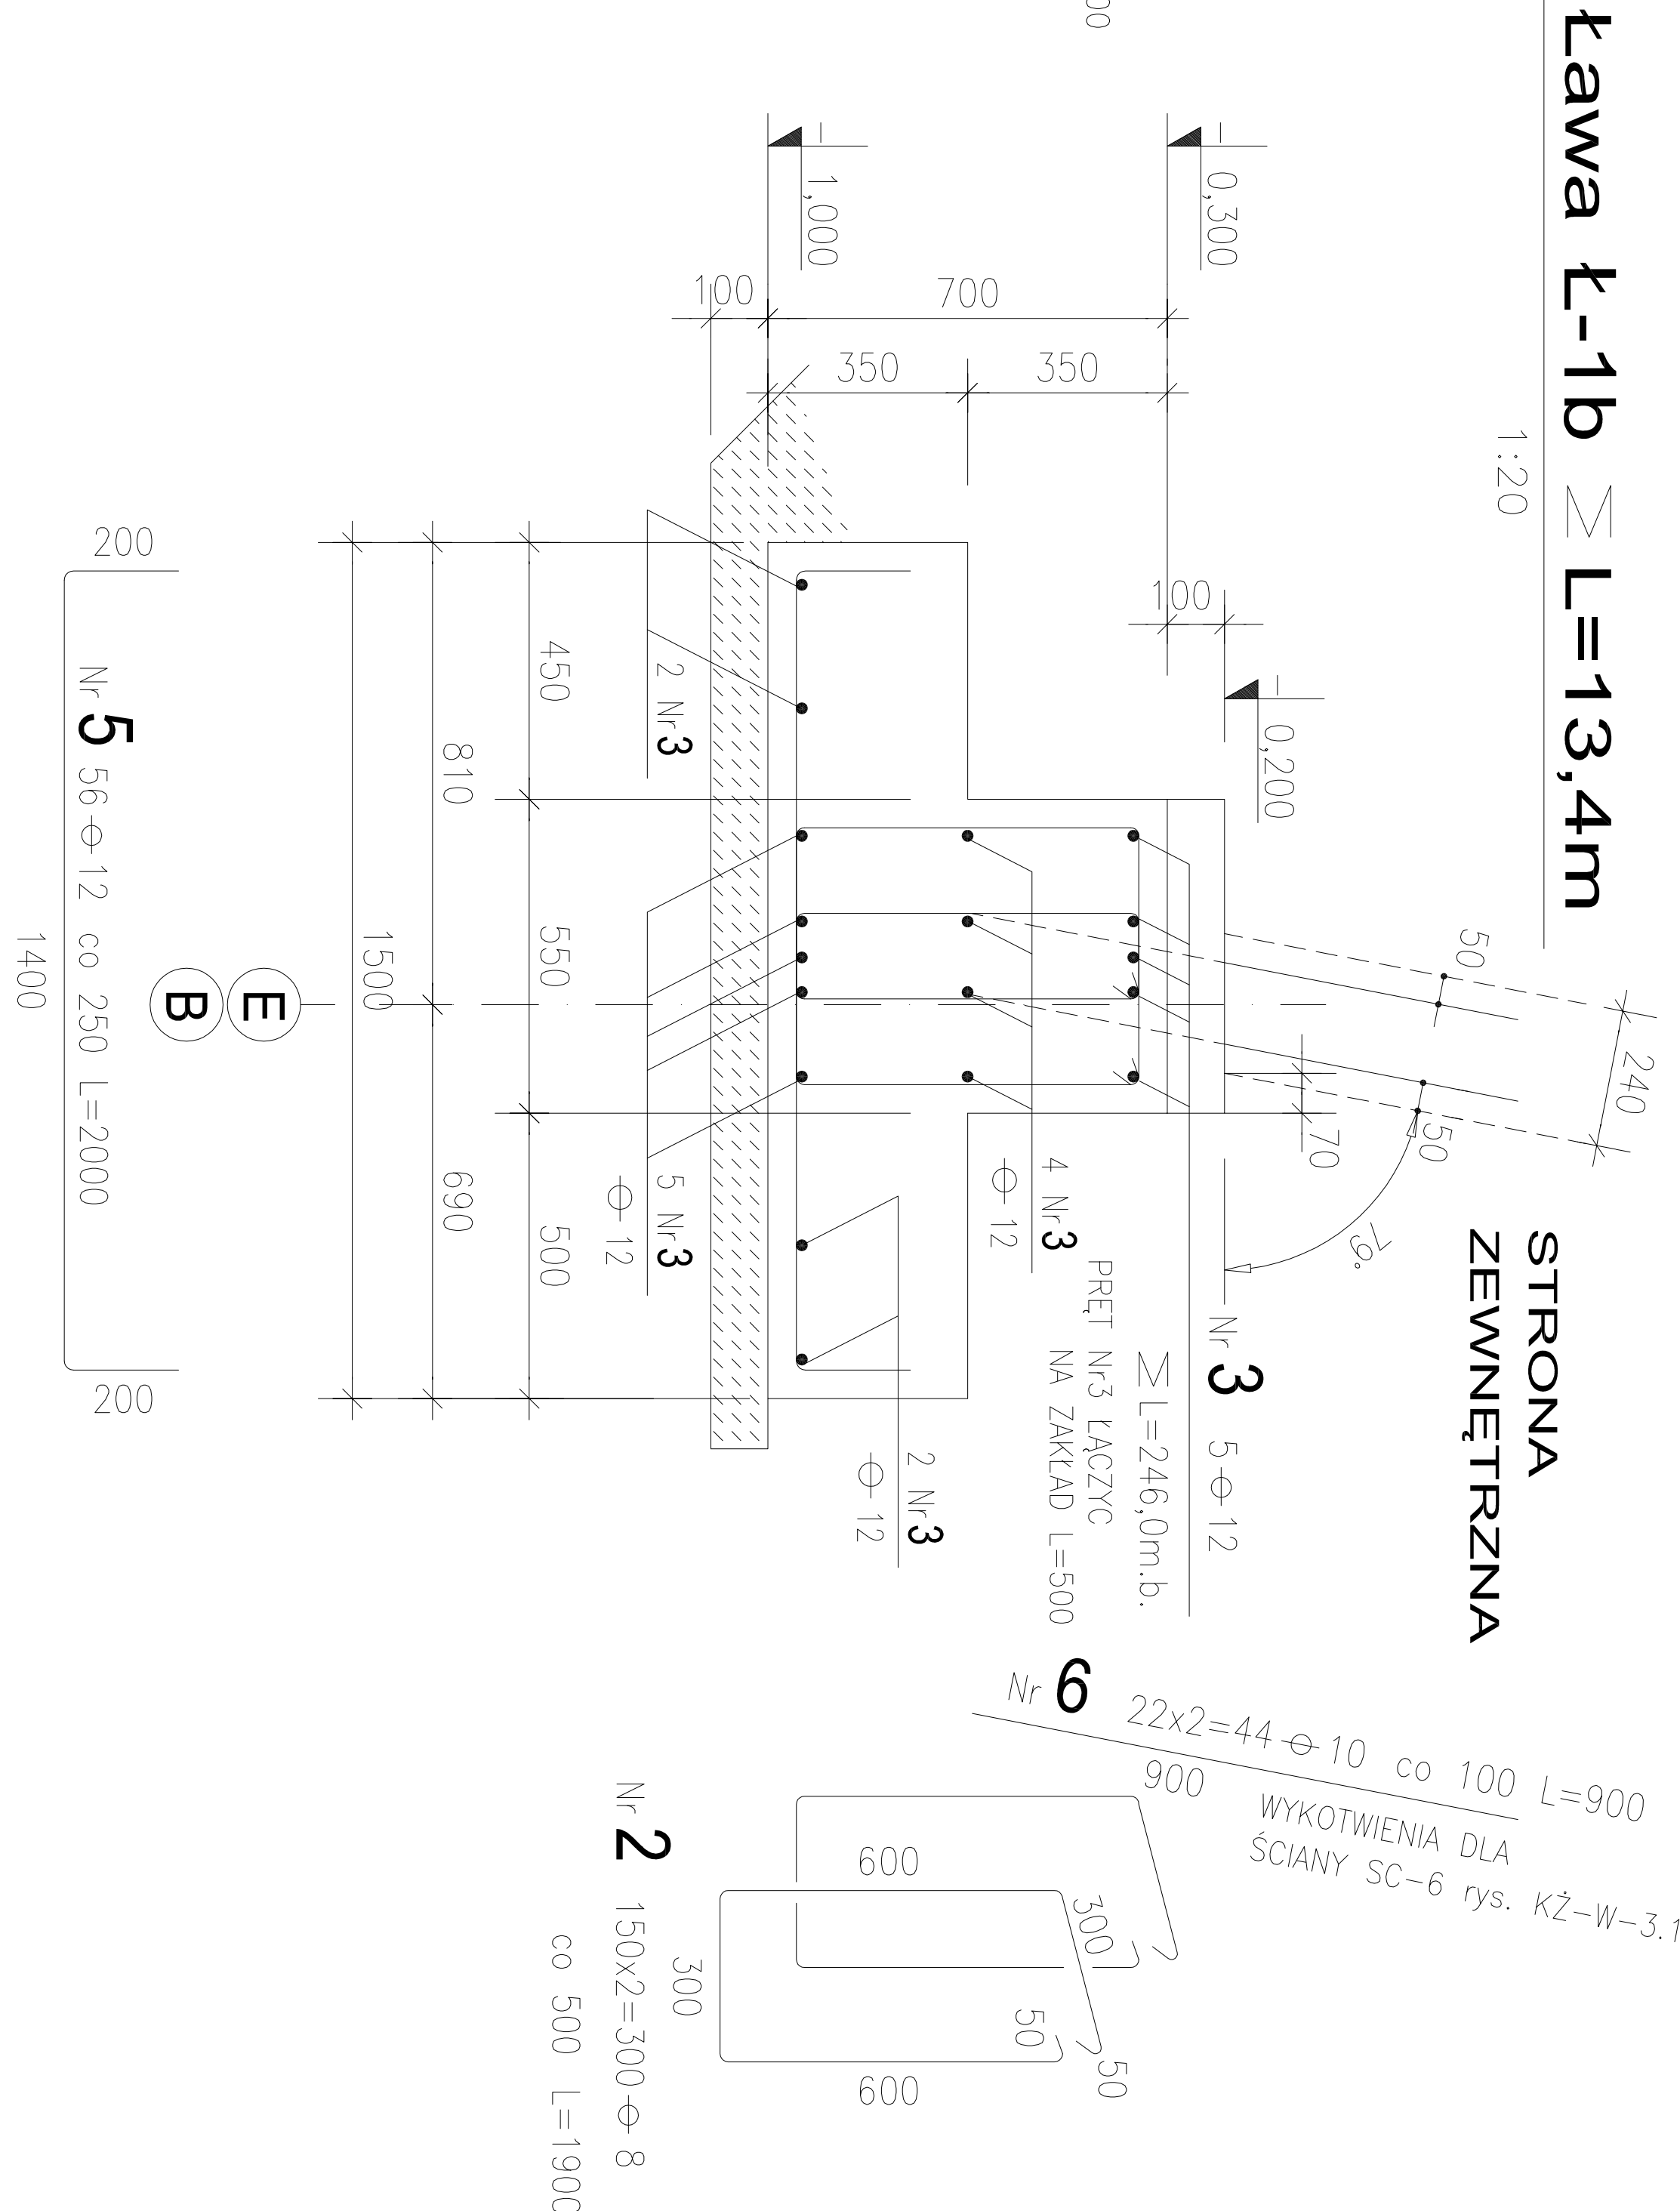 Ława Ł-1b Σ L=13,4m
1:20
00
0,300
1,000
0,200
100
700
350
350
100
50
240
50
70
79°
STRONA
ZEWNĘTRZNA
Nr 3 5 ⌀ 12
Σ L=246,0m.b.
PRĘT Nr3 ŁĄCZYC
NA ZAKŁAD L=500
4 Nr3
⌀ 12
2 Nr3
⌀ 12
2 Nr3
5 Nr3
⌀ 12
450
550
500
810
690
1500
E
B
200
Nr 5 56 ⌀ 12 co 250 L=2000
200
1400
Nr 6 22x2=44 ⌀ 10 co 100 L=900
900
WYKOTWIENIA DLA
ŚCIANY SC-6 rys. KŻ-W-3.1
600
300
50
50
600
300
Nr 2 150x2=300 ⌀ 8
co 500 L=1900